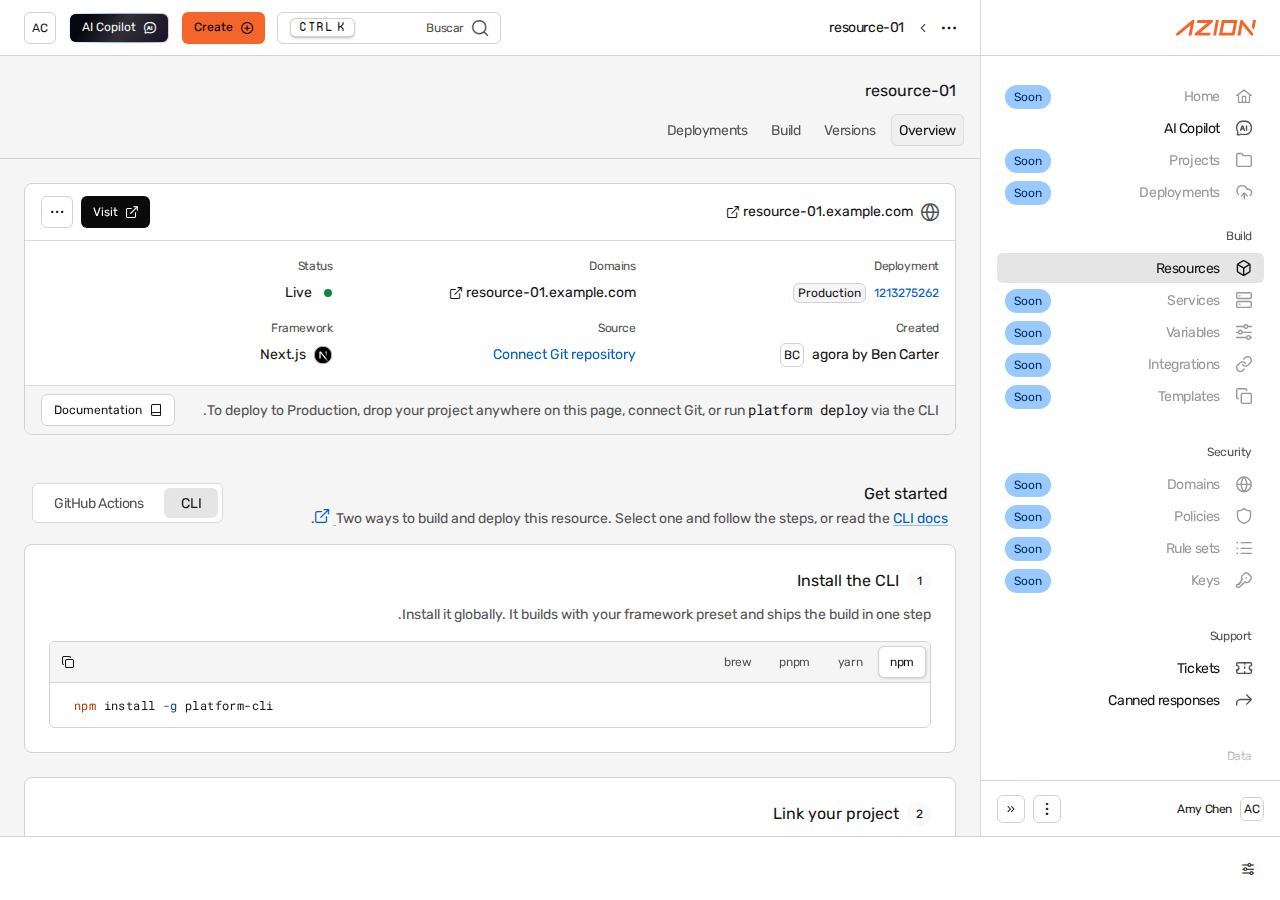 AZION
resource-01
Buscar
CTRL K
Create
AI Copilot
AC
Home
Soon
AI Copilot
Projects
Soon
Deployments
Soon
Build
Resources
Services
Soon
Variables
Soon
Integrations
Soon
Templates
Soon
Security
Domains
Soon
Policies
Soon
Rule sets
Soon
Keys
Soon
Support
Tickets
Canned responses
Data
AC
Amy Chen
resource-01
Overview
Versions
Build
Deployments
resource-01.example.com
Visit
Deployment
Domains
Status
1213275262
Production
resource-01.example.com
Live
Created
Source
Framework
agora by Ben Carter
BC
Connect Git repository
Next.js
.To deploy to Production, drop your project anywhere on this page, connect Git, or run platform deploy via the CLI
Documentation
Get started
.Two ways to build and deploy this resource. Select one and follow the steps, or read the CLI docs
CLI
GitHub Actions
1
Install the CLI
.Install it globally. It builds with your framework preset and ships the build in one step
npm
yarn
pnpm
brew
npm install -g platform-cli
2
Link your project